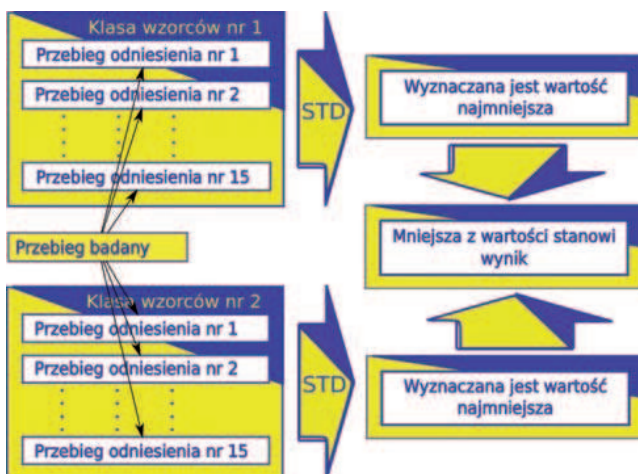 Klasa wzorców nr 1
Przebieg odniesienia nr 1
Przebieg odniesienia nr 2
Przebieg odniesienia nr 15
STD
Wyznaczana jest wartość
najmniejsza
Przebieg badany
Mniejsza z wartości stanowi
wynik
Klasa wzorców nr 2
Przebieg odniesienia nr 1
Przebieg odniesienia nr 2
Przebieg odniesienia nr 15
STD
Wyznaczana jest wartość
najmniejsza